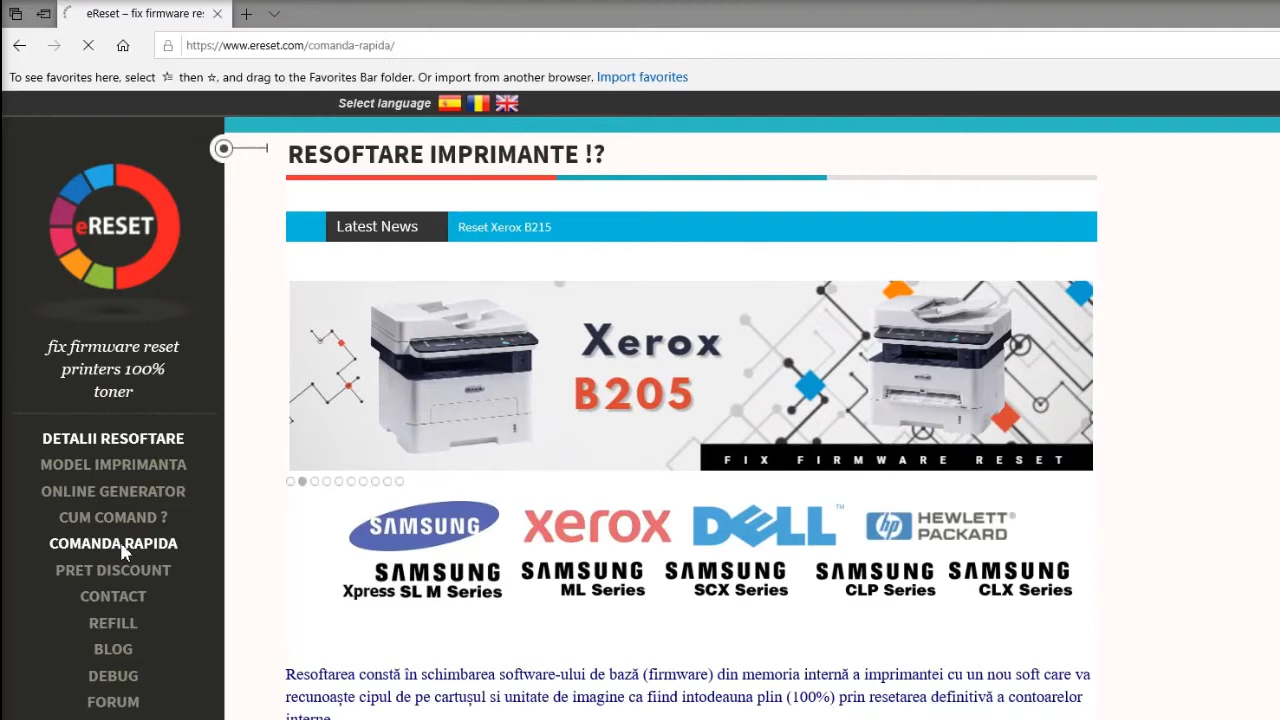 eReset – fix firmware res
https://www.ereset.com/comanda-rapida/
To see favorites here, select ☆ then ☆, and drag to the Favorites Bar folder. Or import from another browser. Import favorites
Select language
eRESET
fix firmware reset
printers 100%
toner
DETALII RESOFTARE
MODEL IMPRIMANTA
ONLINE GENERATOR
CUM COMAND ?
COMANDA RAPIDA
PRET DISCOUNT
CONTACT
REFILL
BLOG
DEBUG
FORUM
RESOFTARE IMPRIMANTE !?
Latest News Reset Xerox B215
Xerox
B205
FIX FIRMWARE RESET
SAMSUNG xerox DELL™ hp HEWLETT
PACKARD
SAMSUNG SAMSUNG SAMSUNG SAMSUNG SAMSUNG
Xpress SL M Series ML Series SCX Series CLP Series CLX Series
Resoftarea constă în schimbarea software-ului de bază (firmware) din memoria internă a imprimantei cu un nou soft care va
recunoaște cipul de pe cartușul si unitate de imagine ca fiind intodeauna plin (100%) prin resetarea definitivă a contoarelor
interne